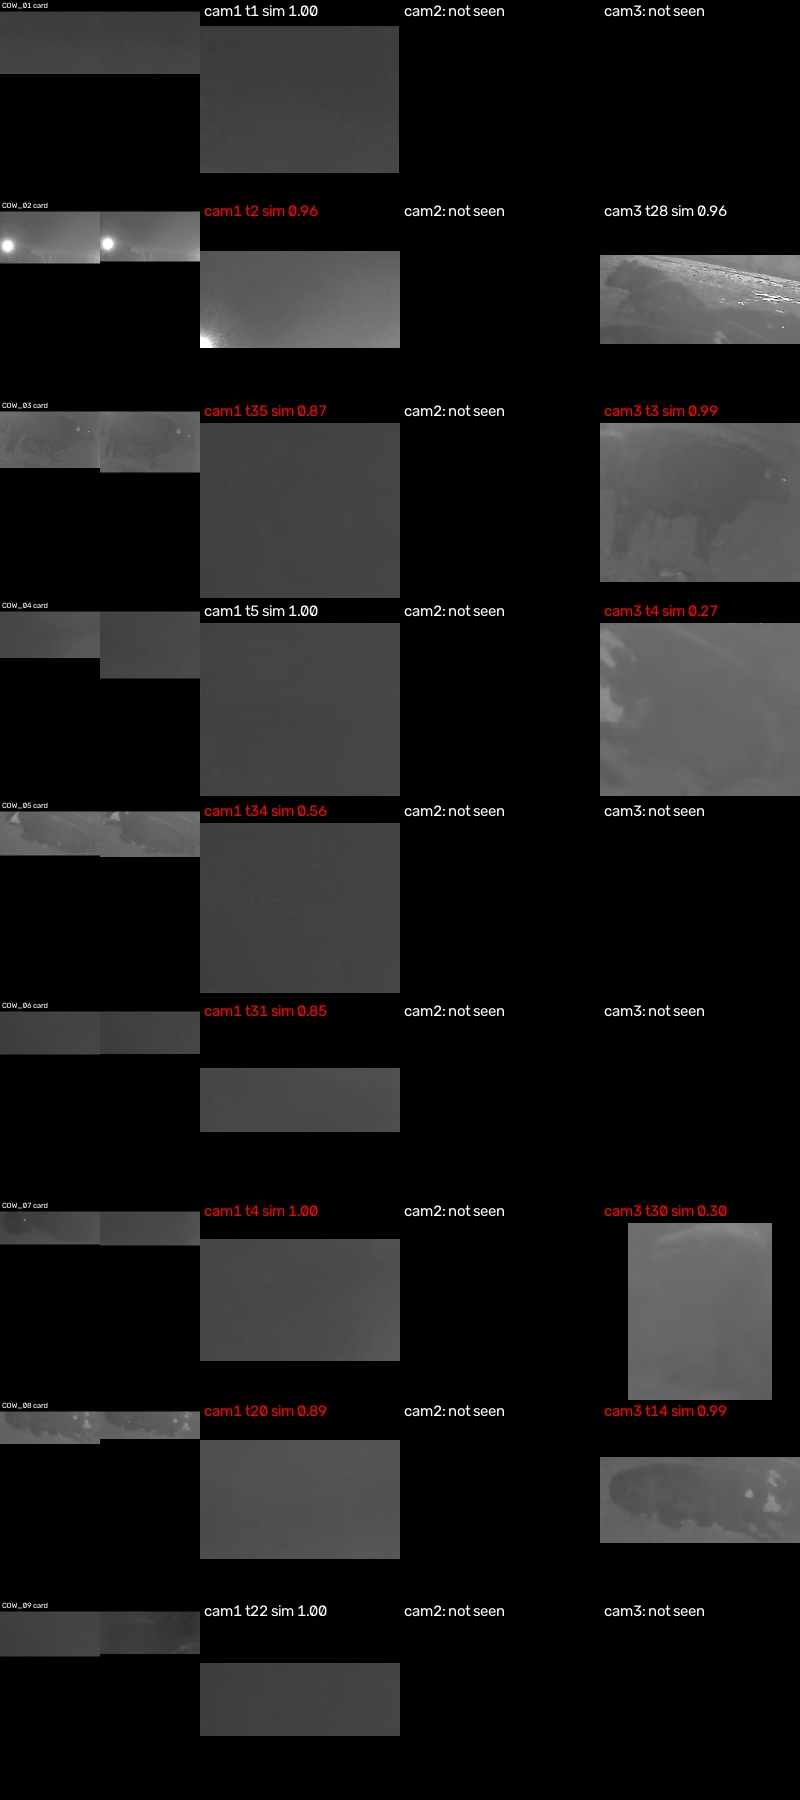 COW_01 card
cam1 t1 sim 1.00
cam2: not seen
cam3: not seen
COW_02 card
cam1 t2 sim 0.96
cam2: not seen
cam3 t28 sim 0.96
COW_03 card
cam1 t35 sim 0.87
cam2: not seen
cam3 t3 sim 0.99
COW_04 card
cam1 t5 sim 1.00
cam2: not seen
cam3 t4 sim 0.27
COW_05 card
cam1 t34 sim 0.56
cam2: not seen
cam3: not seen
COW_06 card
cam1 t31 sim 0.85
cam2: not seen
cam3: not seen
COW_07 card
cam1 t4 sim 1.00
cam2: not seen
cam3 t30 sim 0.30
COW_08 card
cam1 t20 sim 0.89
cam2: not seen
cam3 t14 sim 0.99
COW_09 card
cam1 t22 sim 1.00
cam2: not seen
cam3: not seen